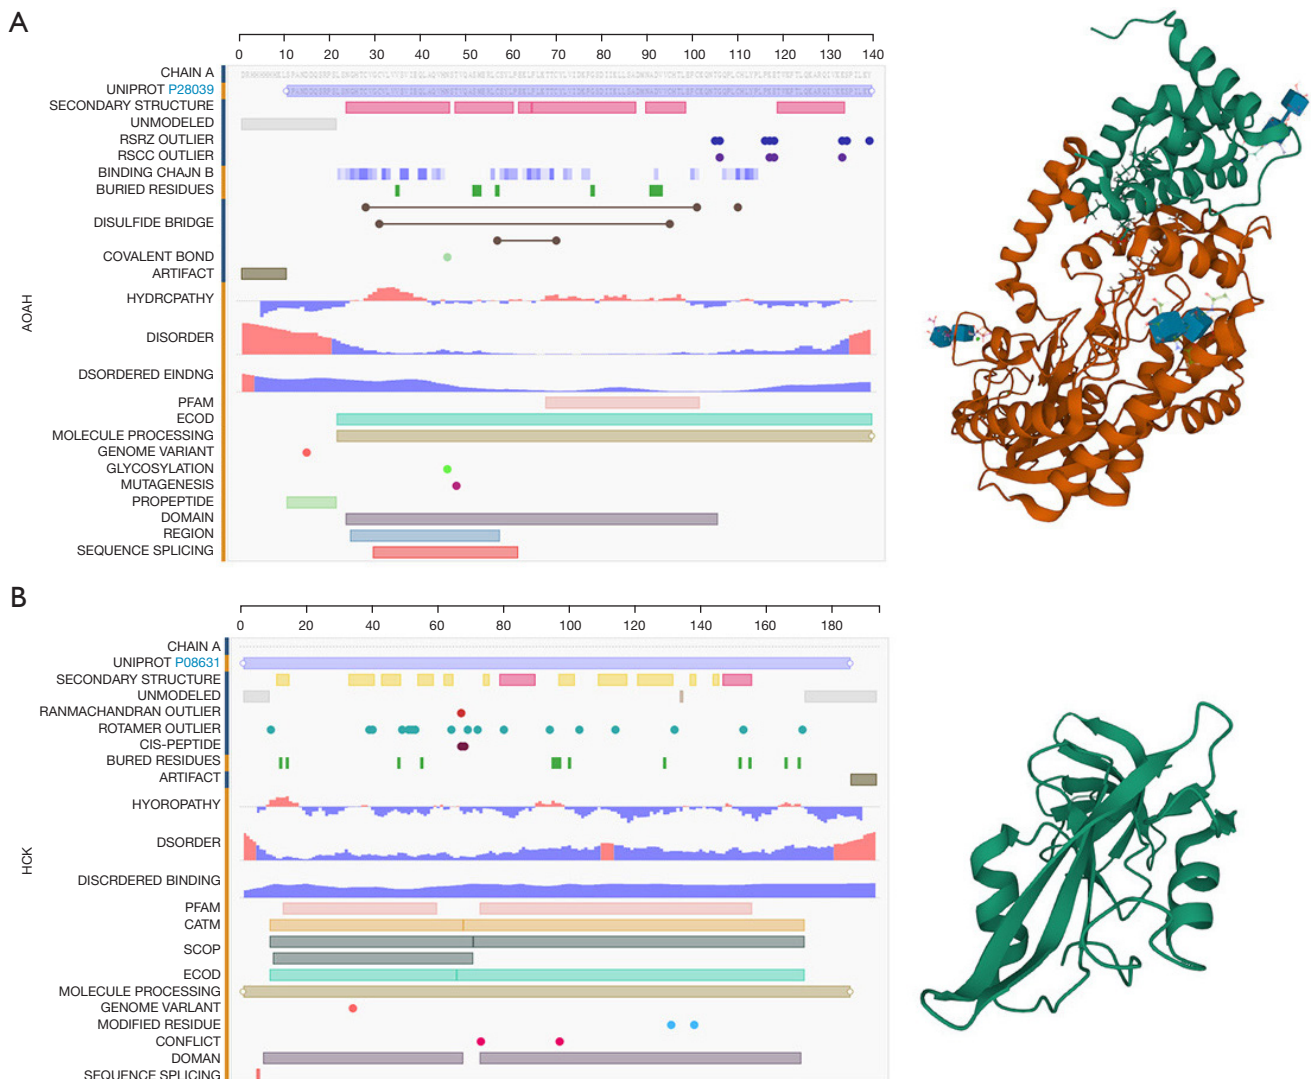 A
0 10 20 30 40 50 60 70 80 90 100 110 120 130 140
CHAIN A
UNIPROT P28039
SECONDARY STRUCTURE
UNMODELED
RSRZ OUTLIER
RSCC OUTLIER
BINDING CHAJN B
BURIED RESIDUES
DISULFIDE BRIDGE
COVALENT BOND
ARTIFACT
HYDRCPATHY
AOAH
DISORDER
DSORDERED EINDNG
PFAM
ECOD
MOLECULE PROCESSING
GENOME VARIANT
GLYCOSYLATION
MUTAGENESIS
PROPEPTIDE
DOMAIN
REGION
SEQUENCE SPLICING
B
0 20 40 60 80 100 120 140 160 180
CHAIN A
UNIPROT P08631
SECONDARY STRUCTURE
UNMODELED
RANMACHANDRAN OUTLIER
ROTAMER OUTLIER
CIS-PEPTIDE
BURED RESIDUES
ARTIFACT
HYOROPATHY
DSORDER
HCK
DISCRDERED BINDING
PFAM
CATM
SCOP
ECOD
MOLECULE PROCESSING
GENOME VARLANT
MODIFIED RESIDUE
CONFLICT
DOMAN
SEQUENCE SPLICING